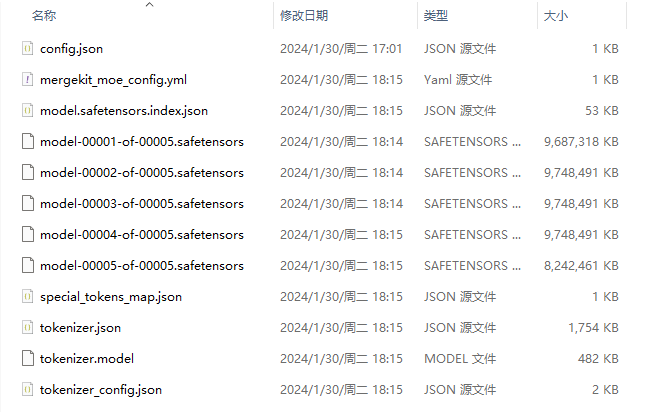 名称 修改日期 类型 大小
config.json 2024/1/30/周二 17:01 JSON 源文件 1 KB
mergekit_moe_config.yml 2024/1/30/周二 18:15 Yaml 源文件 1 KB
model.safetensors.index.json 2024/1/30/周二 18:15 JSON 源文件 53 KB
model-00001-of-00005.safetensors 2024/1/30/周二 18:14 SAFETENSORS ... 9,687,318 KB
model-00002-of-00005.safetensors 2024/1/30/周二 18:14 SAFETENSORS ... 9,748,491 KB
model-00003-of-00005.safetensors 2024/1/30/周二 18:14 SAFETENSORS ... 9,748,491 KB
model-00004-of-00005.safetensors 2024/1/30/周二 18:15 SAFETENSORS ... 9,748,491 KB
model-00005-of-00005.safetensors 2024/1/30/周二 18:15 SAFETENSORS ... 8,242,461 KB
special_tokens_map.json 2024/1/30/周二 18:15 JSON 源文件 1 KB
tokenizer.json 2024/1/30/周二 18:15 JSON 源文件 1,754 KB
tokenizer.model 2024/1/30/周二 18:15 MODEL 文件 482 KB
tokenizer_config.json 2024/1/30/周二 18:15 JSON 源文件 2 KB